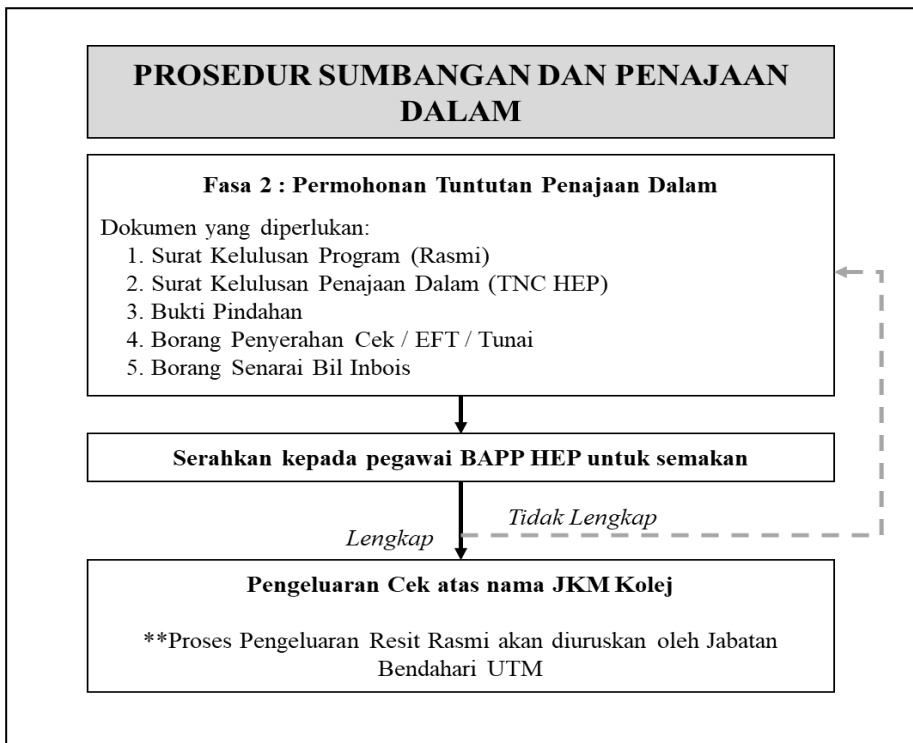 PROSEDUR SUMBANGAN DAN PENAJAAN
DALAM
Fasa 2 : Permohonan Tuntutan Penajaan Dalam
Dokumen yang diperlukan:
1. Surat Kelulusan Program (Rasmi)
2. Surat Kelulusan Penajaan Dalam (TNC HEP)
3. Bukti Pindahan
4. Borang Penyerahan Cek / EFT / Tunai
5. Borang Senarai Bil Inbois
Serahkan kepada pegawai BAPP HEP untuk semakan
Tidak Lengkap
Lengkap
Pengeluaran Cek atas nama JKM Kolej
**Proses Pengeluaran Resit Rasmi akan diuruskan oleh Jabatan
Bendahari UTM